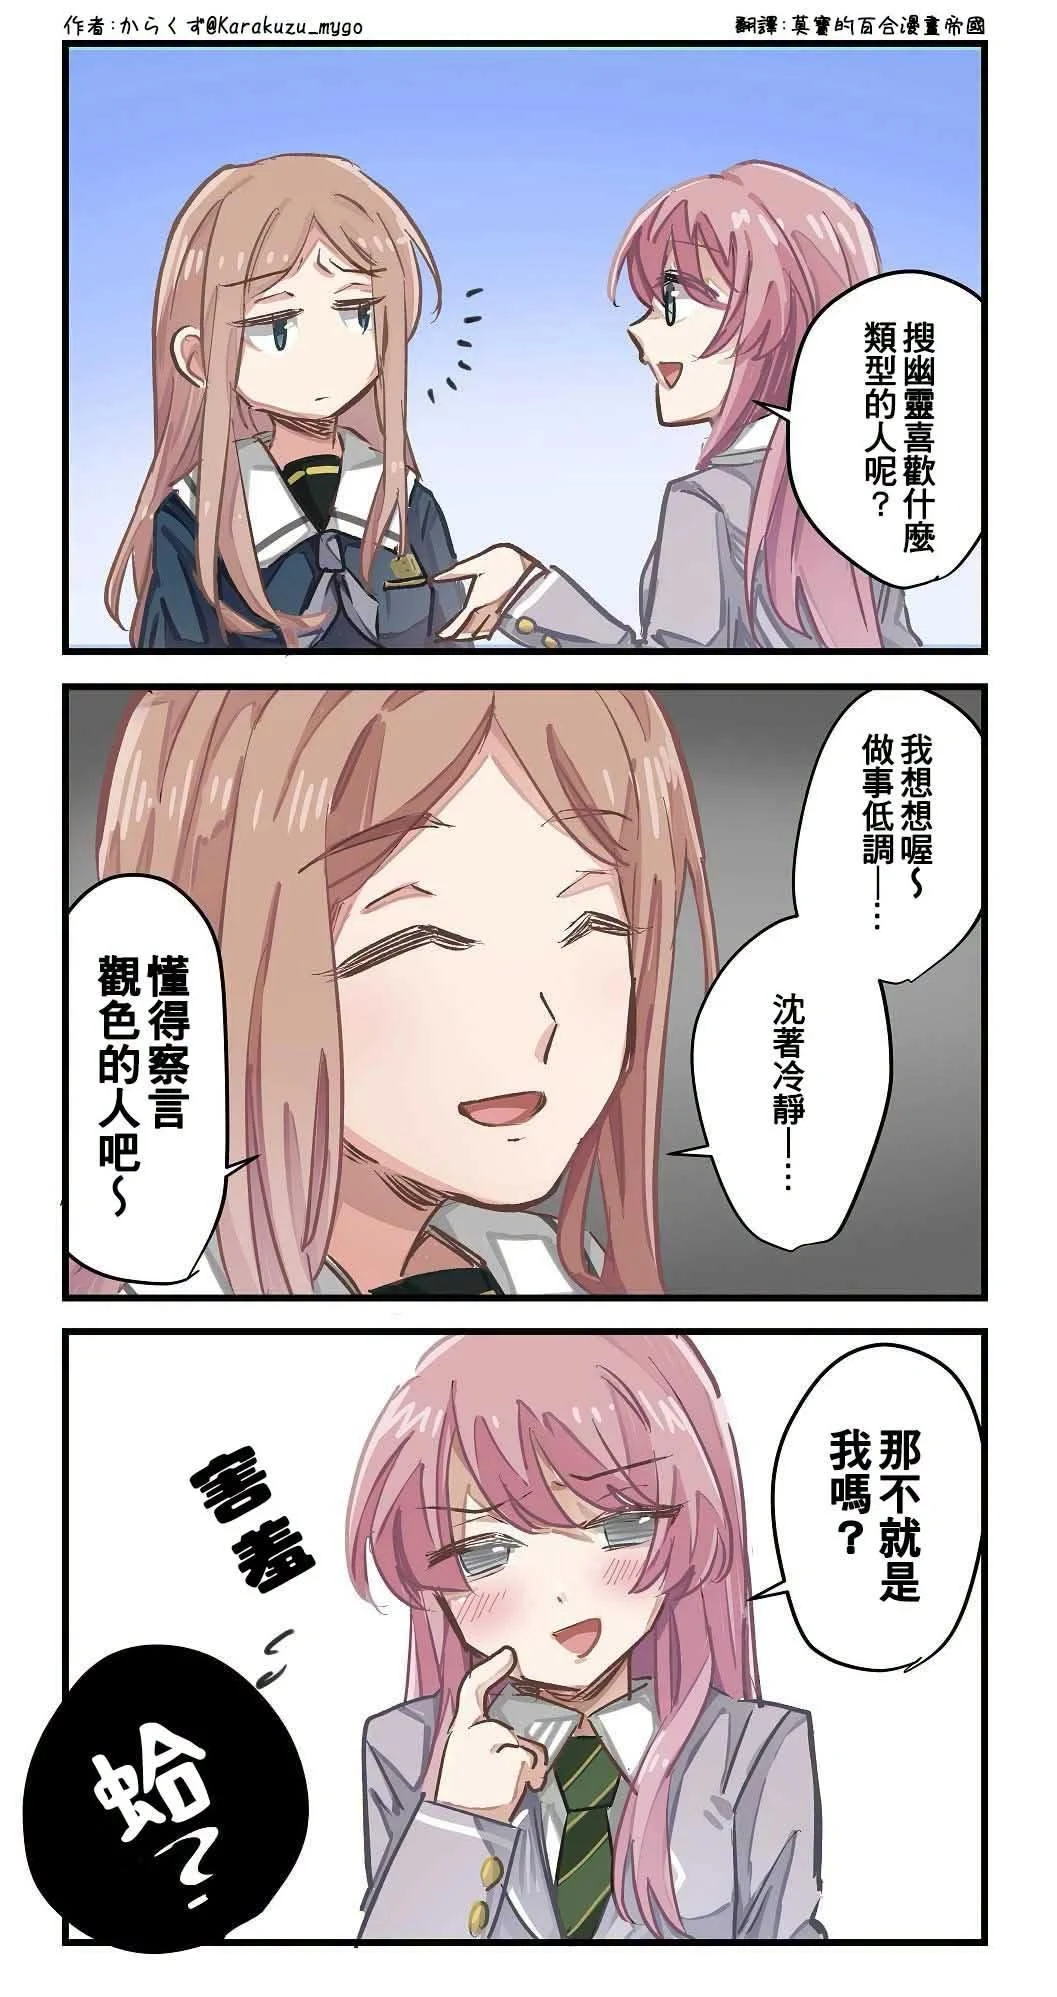 作者:からくず@Karakuzu_mygo
翻譯:莫寶的百合漫畫帝國
搜幽靈喜歡什麼
類型的人呢？
我想想喔～
做事低調─…
沈著冷靜─…
懂得察言
觀色的人吧～
那不就是
我嗎？
害羞
蛤？